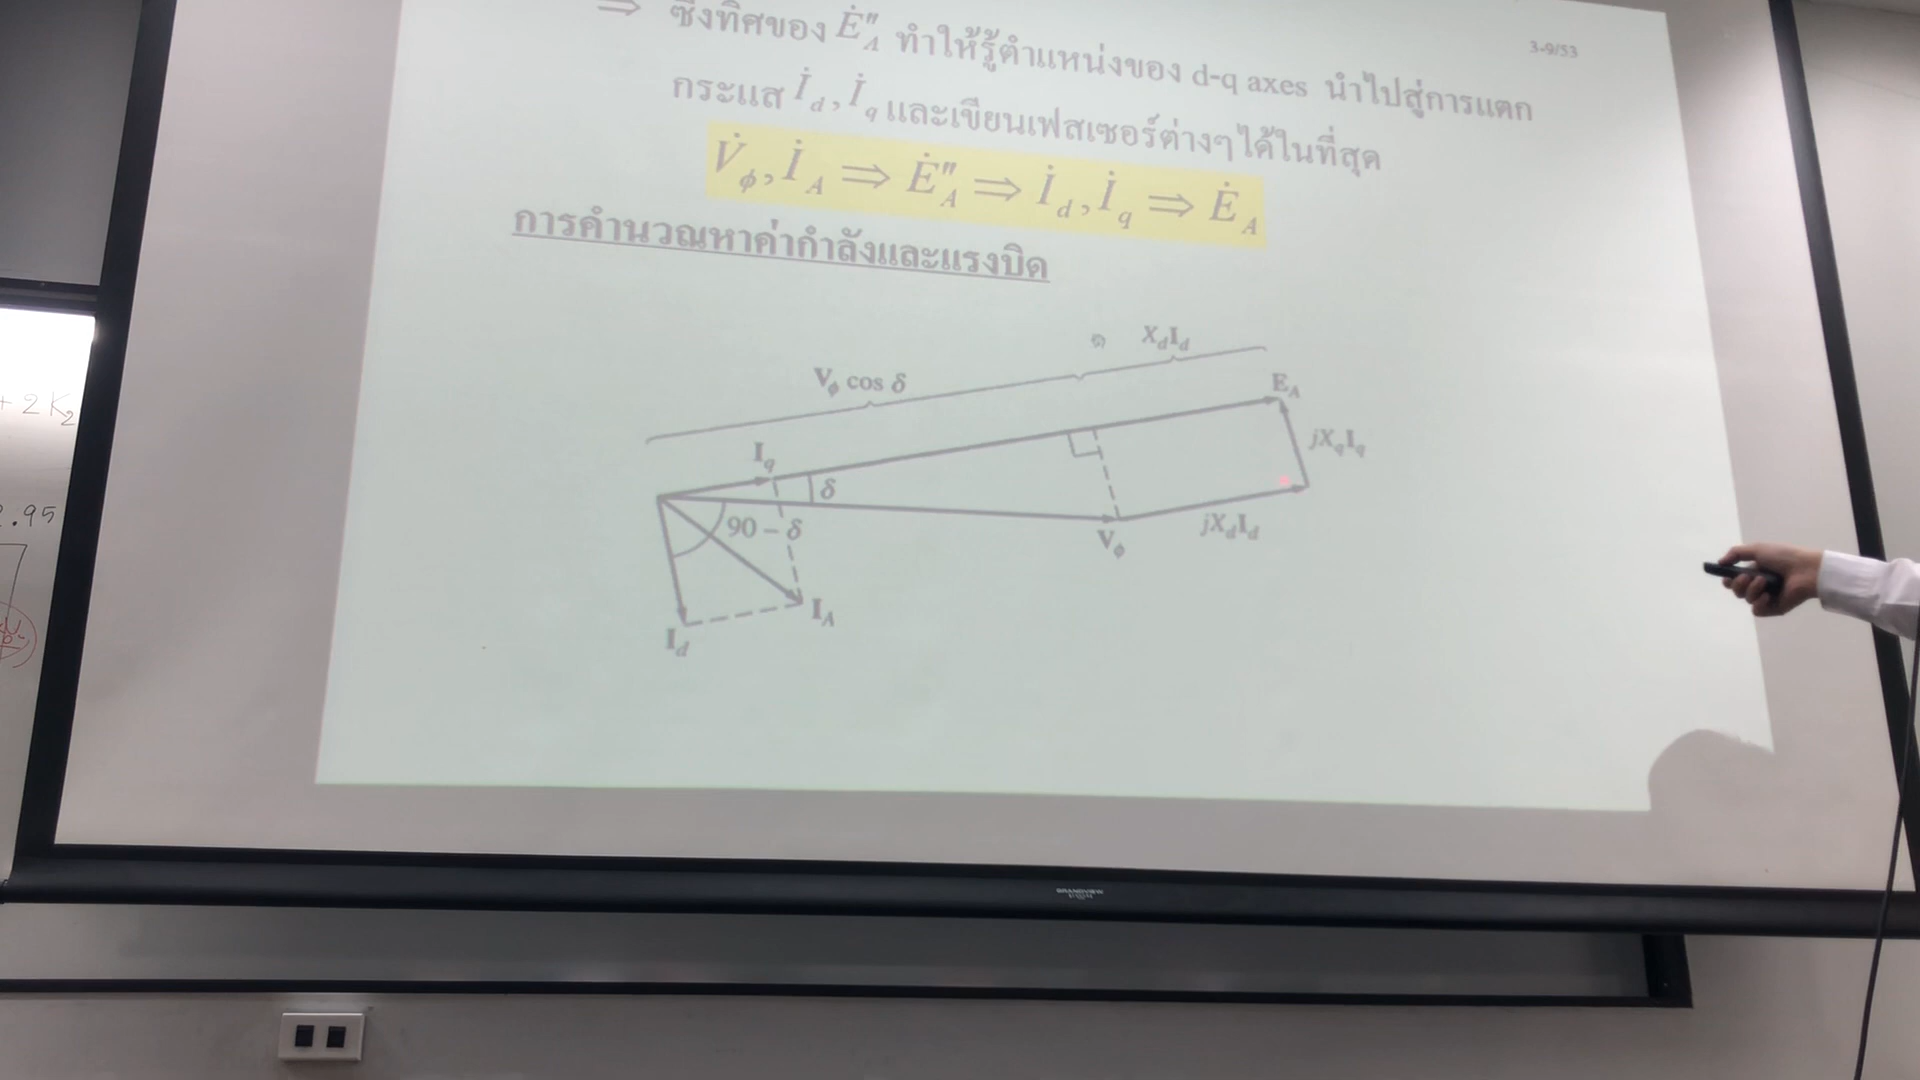 3-9/53
⇒ ซึ่งทิศของ Ė″A ทำให้รู้ตำแหน่งของ d-q axes นำไปสู่การแตก
กระแส İd, İq และเขียนเฟสเซอร์ต่างๆได้ในที่สุด
V̇ϕ, İA ⇒ Ė″A ⇒ İd, İq ⇒ ĖA
การคำนวณหาค่ากำลังและแรงบิด
XdId
Vϕ cos δ
EA
jXqIq
Iq
δ
90 – δ
jXdId
Vϕ
IA
Id
+ 2 K2
.95
GRANDVIEW